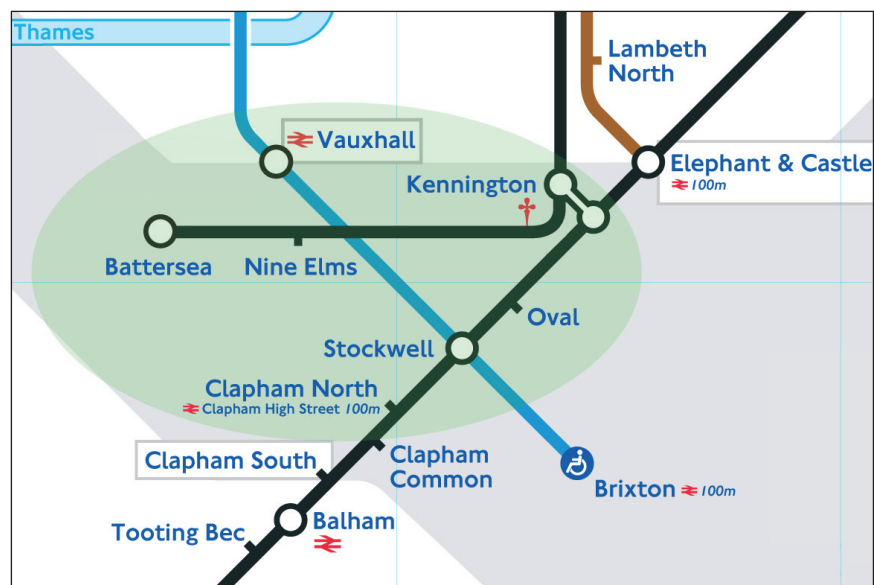 Thames
Lambeth
North
Vauxhall
Elephant & Castle
100m
Kennington
†
Battersea
Nine Elms
Oval
Stockwell
Clapham North
Clapham High Street 100m
Clapham South
Clapham
Common
Brixton 100m
Tooting Bec
Balham